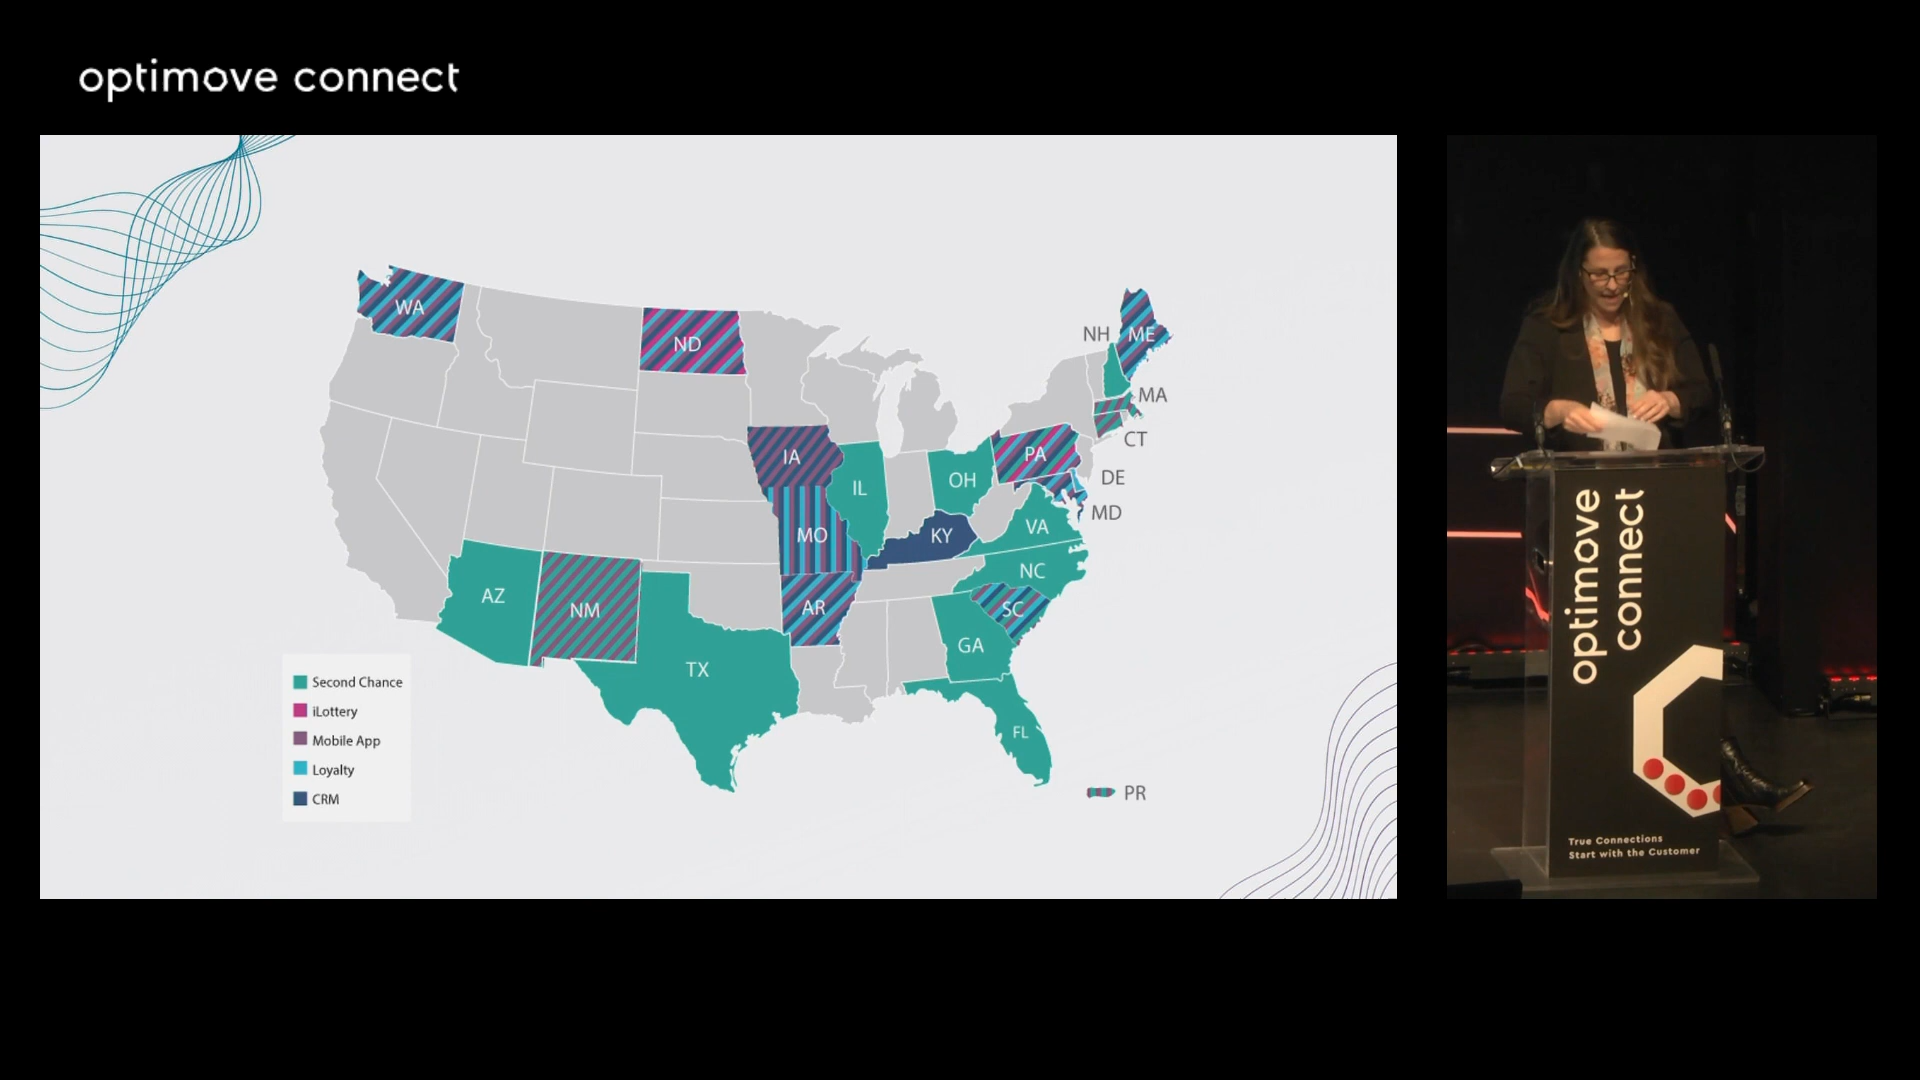 optimove connect
WA
ND
NH
ME
MA
CT
IA
PA
DE
IL
OH
MD
MO
KY
VA
NC
AZ
NM
AR
SC
GA
TX
FL
PR
Second Chance
iLottery
Mobile App
Loyalty
CRM
optimove
connect
True Connections
Start with the Customer